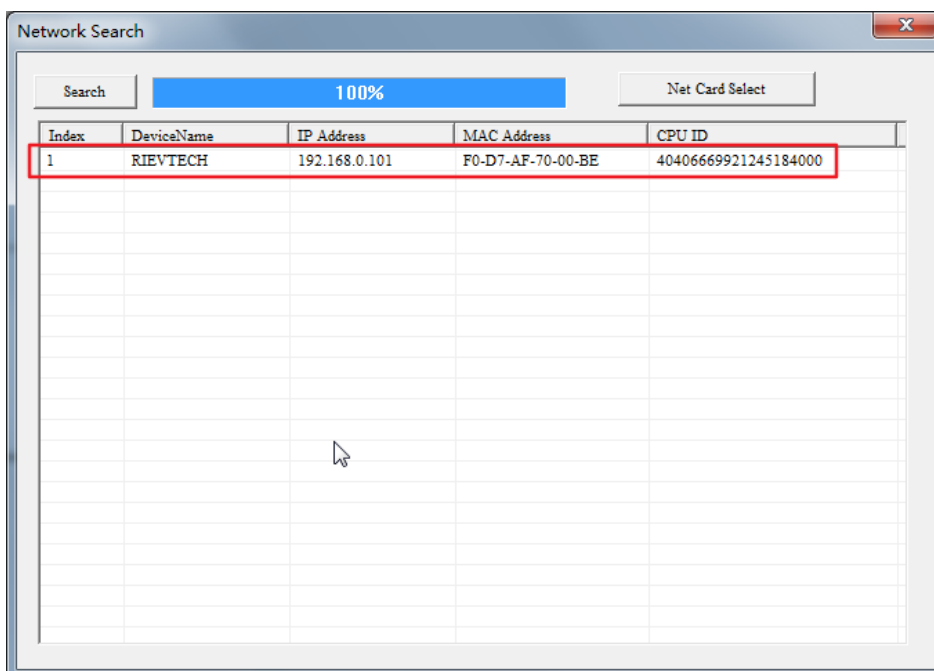 Network Search
Search 100% Net Card Select
Index DeviceName IP Address MAC Address CPU ID
1 RIEVTECH 192.168.0.101 F0-D7-AF-70-00-BE 40406669921245184000